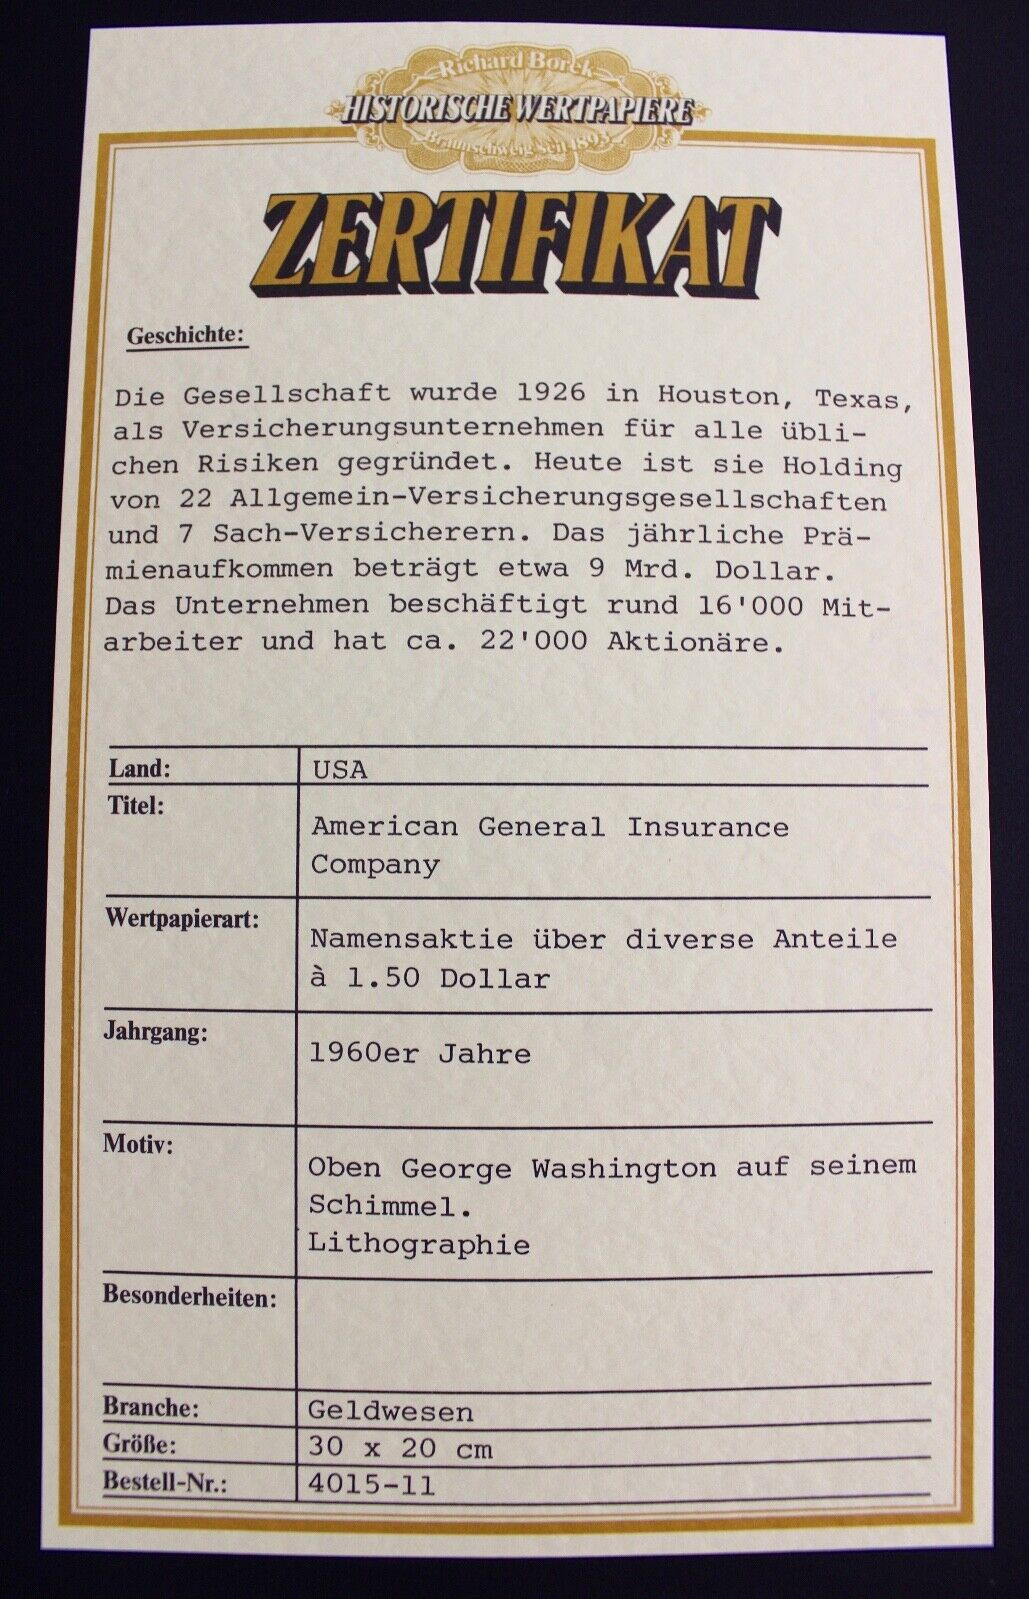 Richard Borek
HISTORISCHE WERTPAPIERE
Braunschweig seit 1893
ZERTIFIKAT
Geschichte:
Die Gesellschaft wurde 1926 in Houston, Texas,
als Versicherungsunternehmen für alle übli-
chen Risiken gegründet. Heute ist sie Holding
von 22 Allgemein-Versicherungsgesellschaften
und 7 Sach-Versicherern. Das jährliche Prä-
mienaufkommen beträgt etwa 9 Mrd. Dollar.
Das Unternehmen beschäftigt rund 16'000 Mit-
arbeiter und hat ca. 22'000 Aktionäre.
Land: USA
Titel:
American General Insurance
Company
Wertpapierart:
Namensaktie über diverse Anteile
à 1.50 Dollar
Jahrgang:
1960er Jahre
Motiv:
Oben George Washington auf seinem
Schimmel.
Lithographie
Besonderheiten:
Branche: Geldwesen
Größe: 30 x 20 cm
Bestell-Nr.: 4015-11